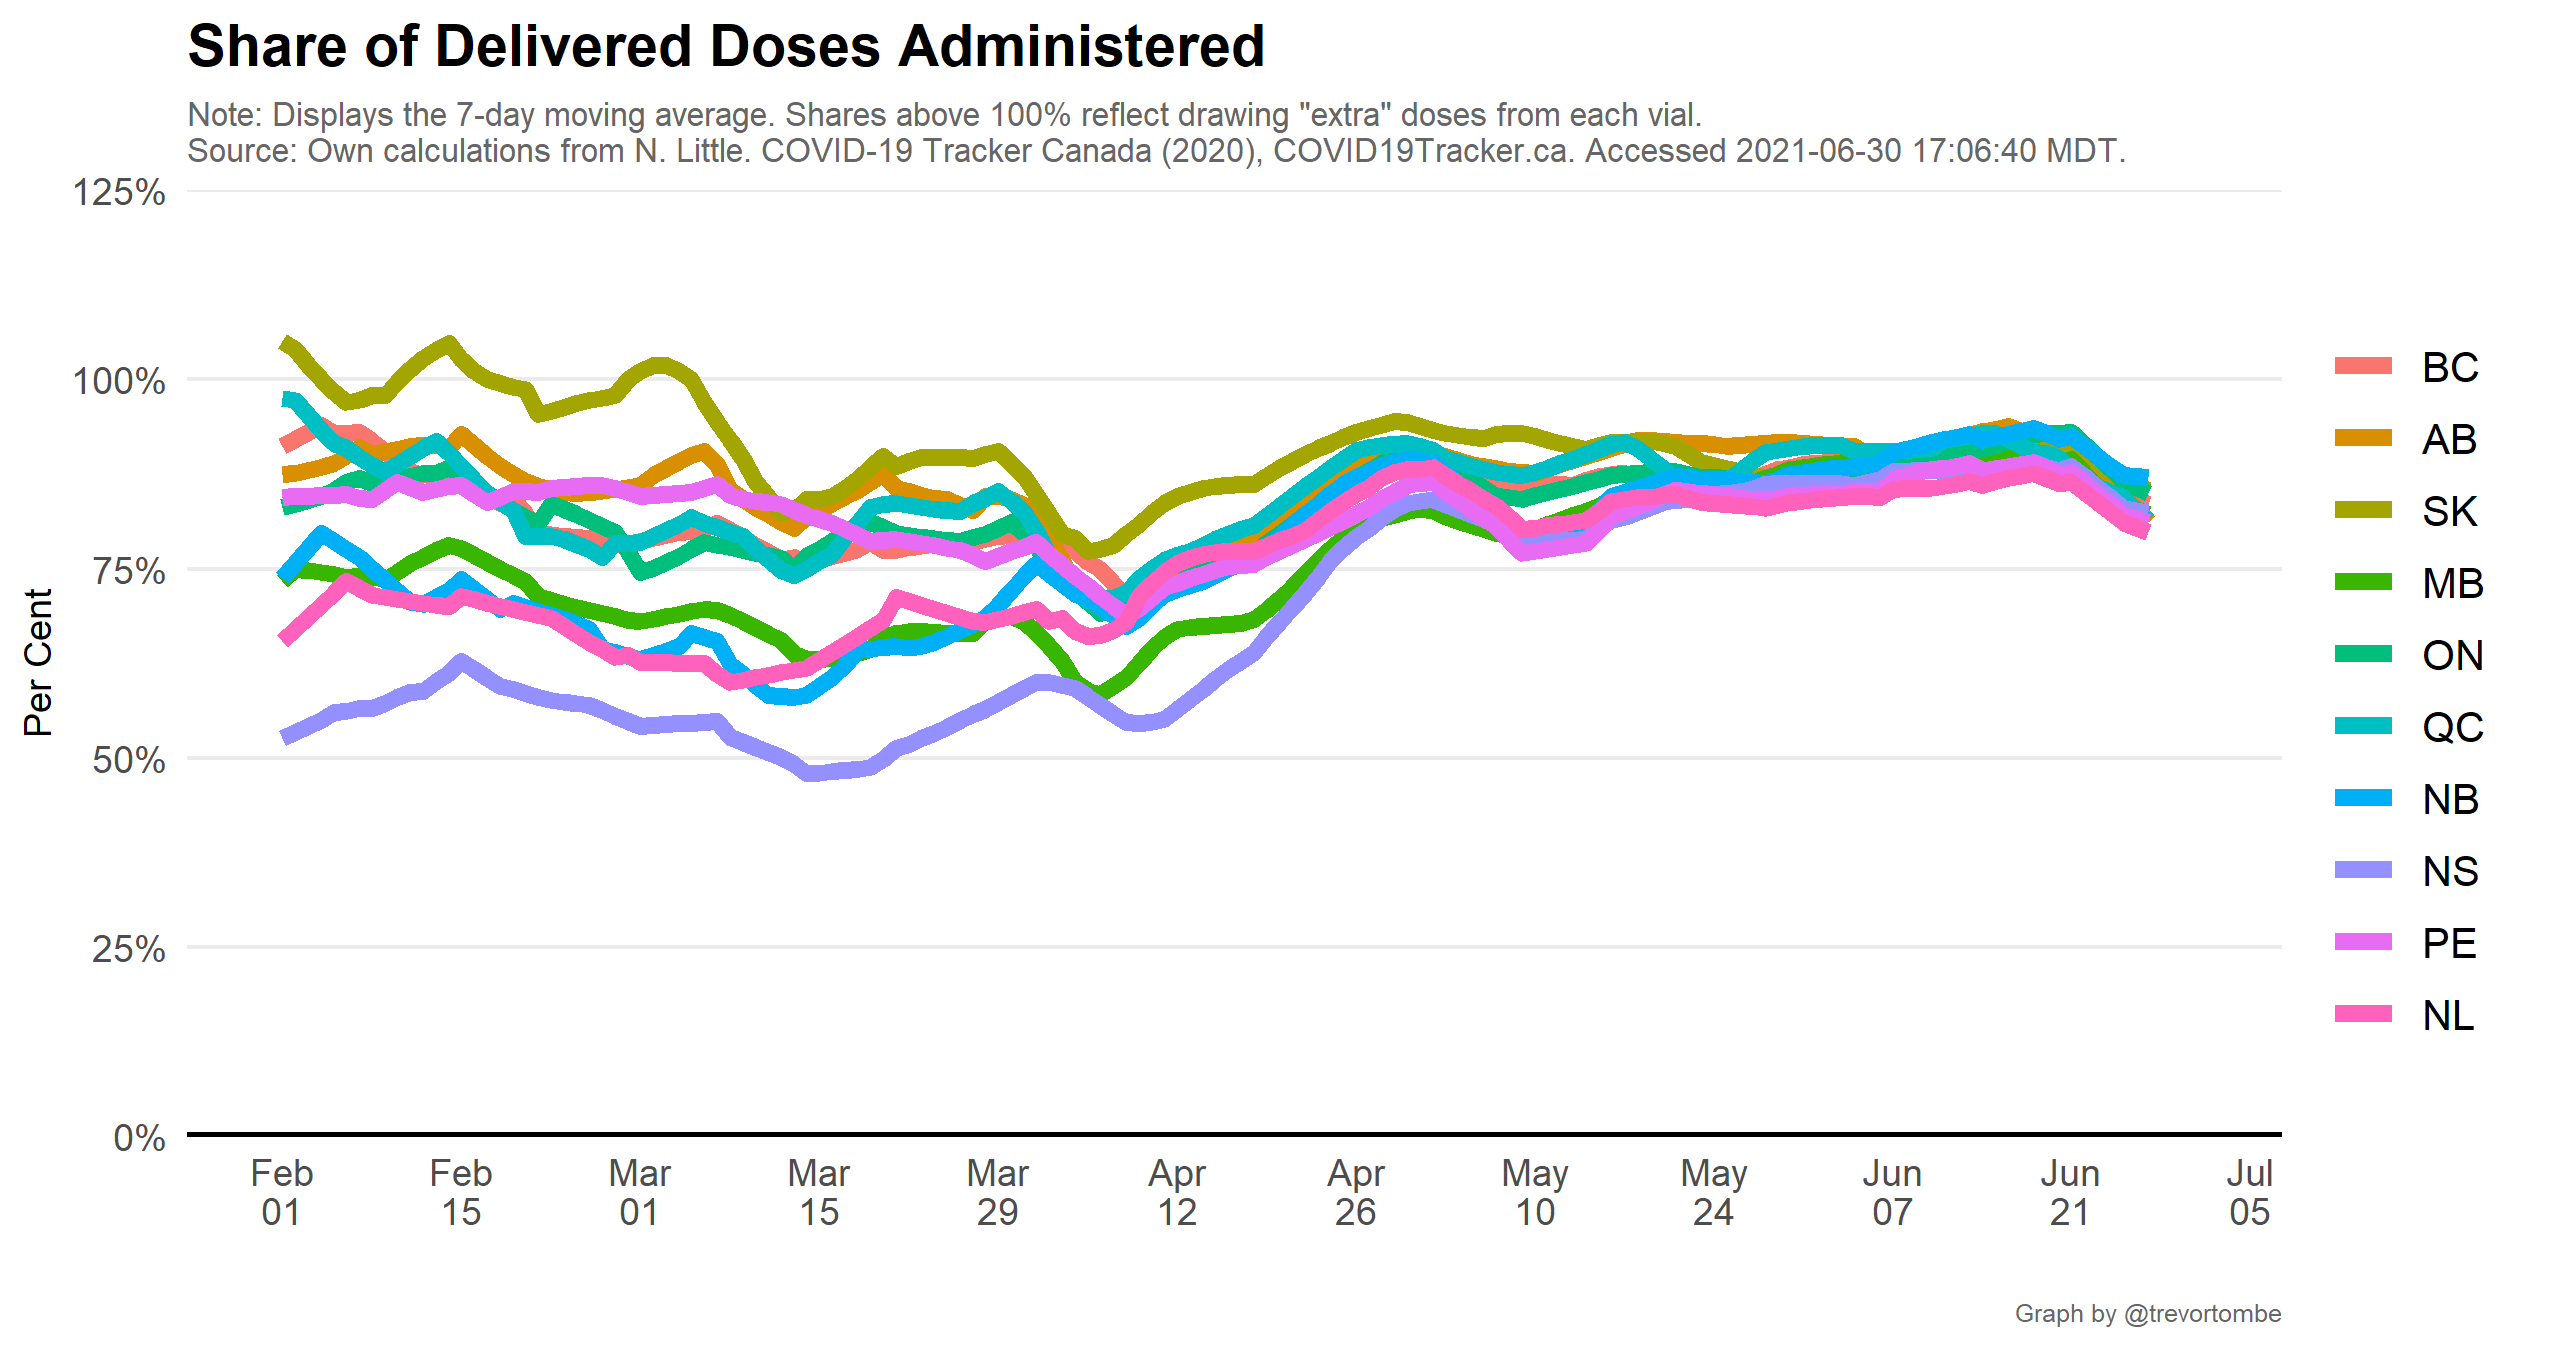 Share of Delivered Doses Administered
Note: Displays the 7-day moving average. Shares above 100% reflect drawing "extra" doses from each vial.
Source: Own calculations from N. Little. COVID-19 Tracker Canada (2020), COVID19Tracker.ca. Accessed 2021-06-30 17:06:40 MDT.
125%
100%
75%
50%
25%
0%
Per Cent
Feb 01
Feb 15
Mar 01
Mar 15
Mar 29
Apr 12
Apr 26
May 10
May 24
Jun 07
Jun 21
Jul 05
BC
AB
SK
MB
ON
QC
NB
NS
PE
NL
Graph by @trevortombe